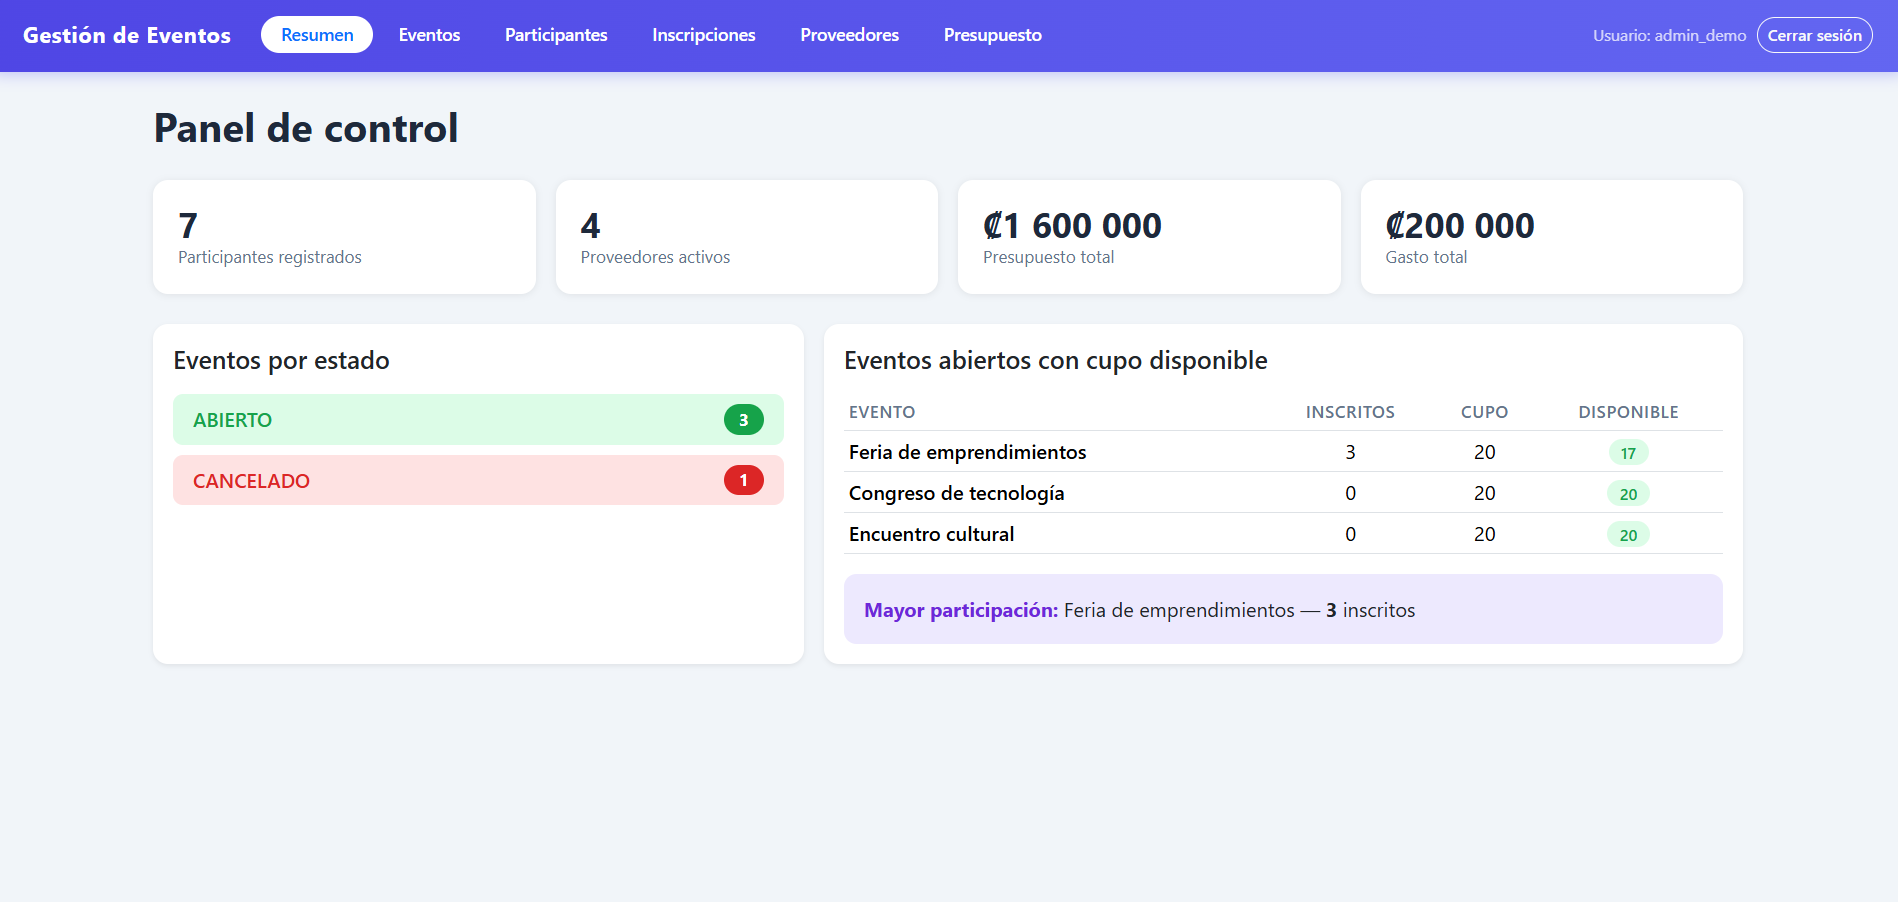 Gestión de Eventos Resumen Eventos Participantes Inscripciones Proveedores Presupuesto Usuario: admin_demo Cerrar sesión
Panel de control
7
Participantes registrados
4
Proveedores activos
₡1 600 000
Presupuesto total
₡200 000
Gasto total
Eventos por estado
ABIERTO 3
CANCELADO 1
Eventos abiertos con cupo disponible
EVENTO INSCRITOS CUPO DISPONIBLE
Feria de emprendimientos 3 20 17
Congreso de tecnología 0 20 20
Encuentro cultural 0 20 20
Mayor participación: Feria de emprendimientos — 3 inscritos